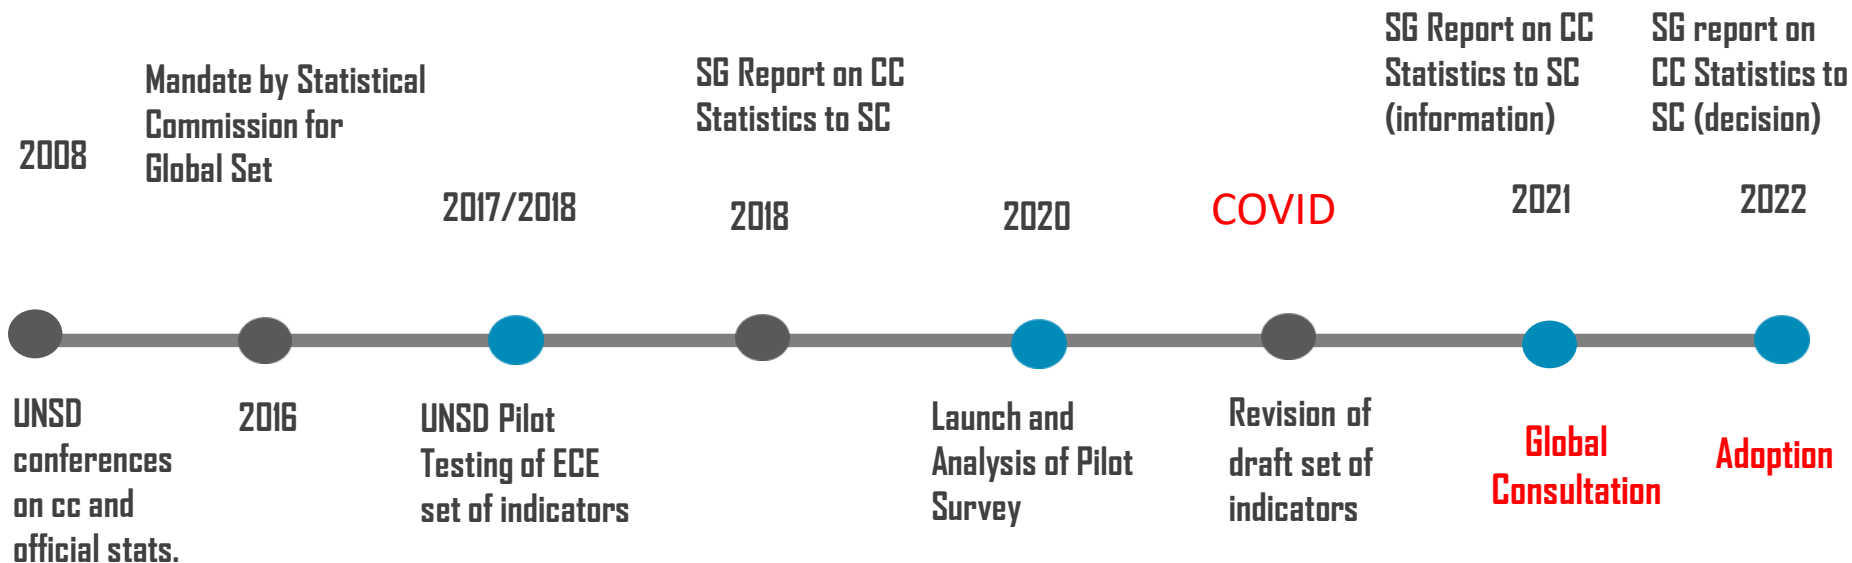 2008
UNSD
conferences
on cc and
official stats.
Mandate by Statistical
Commission for
Global Set
2016
2017/2018
UNSD Pilot
Testing of ECE
set of indicators
SG Report on CC
Statistics to SC
2018
2020
Launch and
Analysis of Pilot
Survey
COVID
Revision of
draft set of
indicators
SG Report on CC
Statistics to SC
(information)
2021
Global
Consultation
SG report on
CC Statistics to
SC (decision)
2022
Adoption